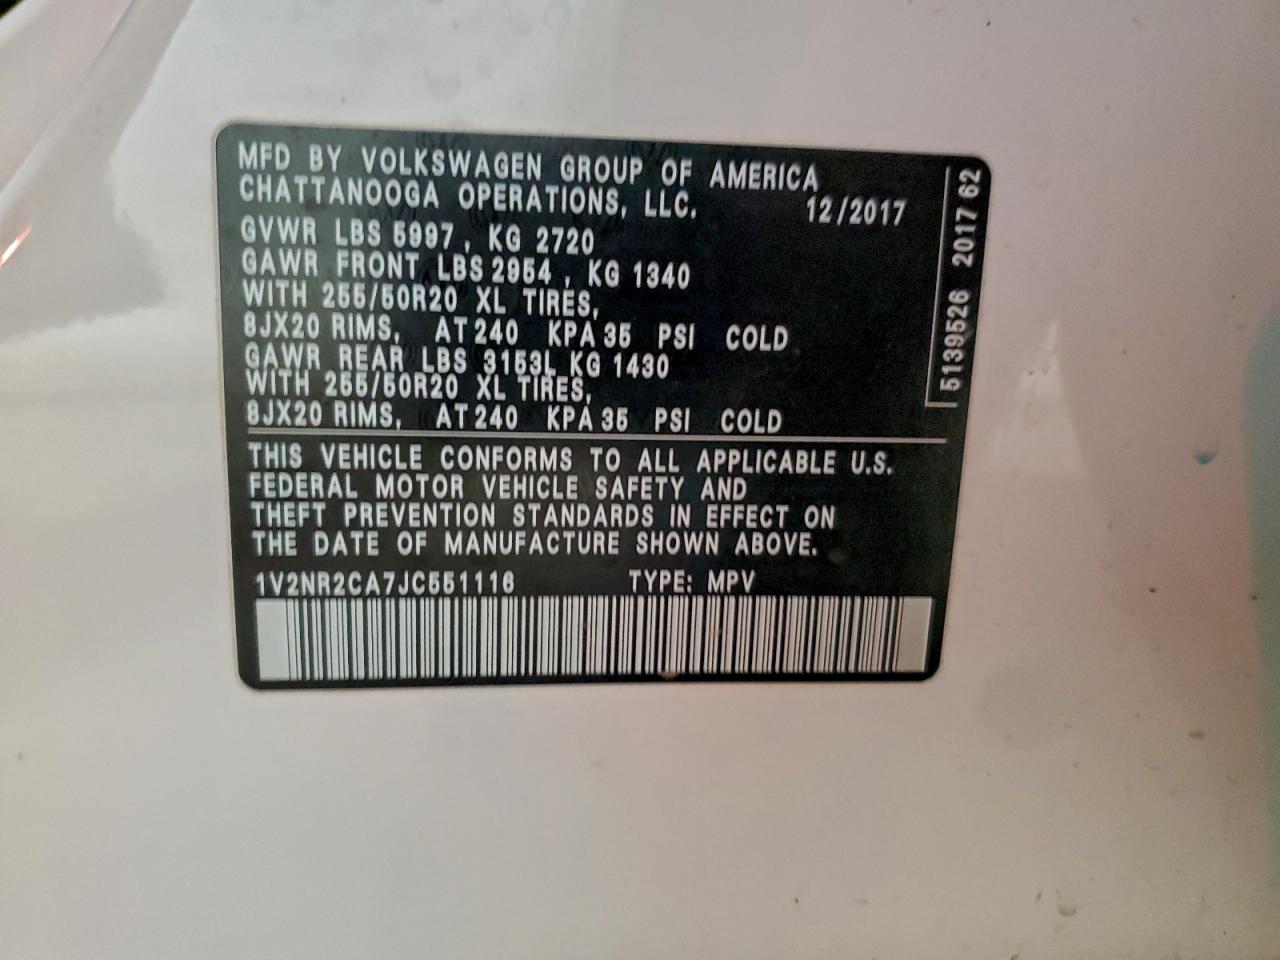 MFD BY VOLKSWAGEN GROUP OF AMERICA
CHATTANOOGA OPERATIONS, LLC. 12/2017
GVWR LBS 5997, KG 2720
GAWR FRONT LBS 2954, KG 1340
WITH 255/50R20 XL TIRES,
8JX20 RIMS, AT 240 KPA 35 PSI COLD
GAWR REAR LBS 3153L KG 1430
WITH 255/50R20 XL TIRES,
8JX20 RIMS, AT 240 KPA 35 PSI COLD
THIS VEHICLE CONFORMS TO ALL APPLICABLE U.S.
FEDERAL MOTOR VEHICLE SAFETY AND
THEFT PREVENTION STANDARDS IN EFFECT ON
THE DATE OF MANUFACTURE SHOWN ABOVE.
1V2NR2CA7JC551116 TYPE: MPV
5139526 2017 62